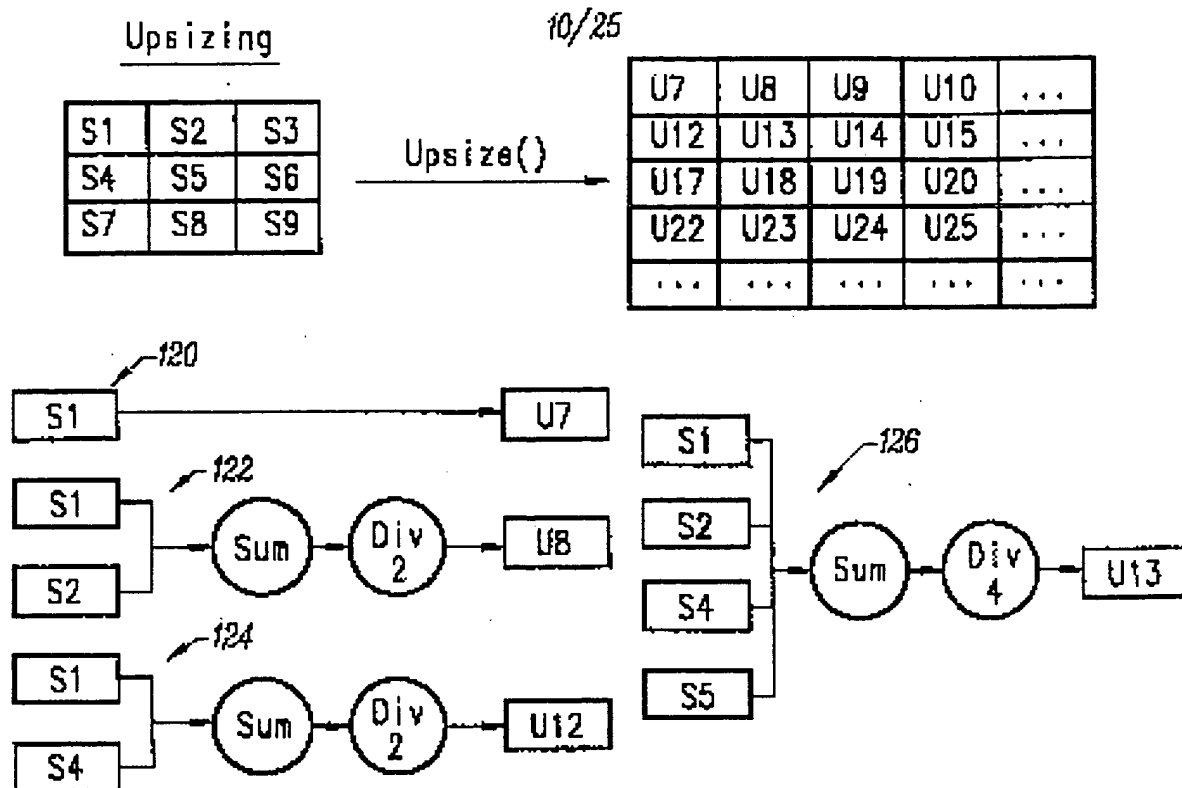 Upsizing
10/25
S1 S2 S3
S4 S5 S6
S7 S8 S9
Upsize()
U7 U8 U9 U10 ...
U12 U13 U14 U15 ...
U17 U18 U19 U20 ...
U22 U23 U24 U25 ...
... ... ... ... ...
120
S1 U7
122
S1
S2
Sum
Div
2
U8
124
S1
S4
Sum
Div
2
U12
126
S1
S2
S4
S5
Sum
Div
4
U13